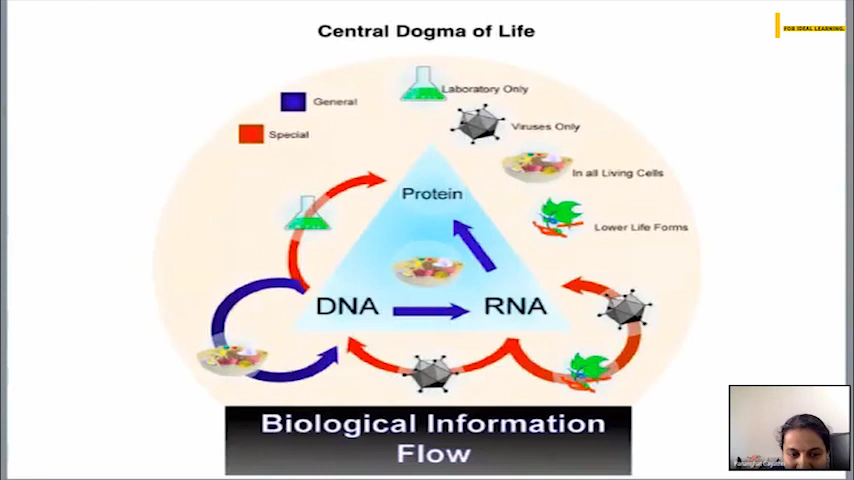 Central Dogma of Life
FOR IDEAL LEARNING.
Laboratory Only
General
Viruses Only
Special
In all Living Cells
Protein
Lower Life Forms
DNA
RNA
Biological Information
Flow